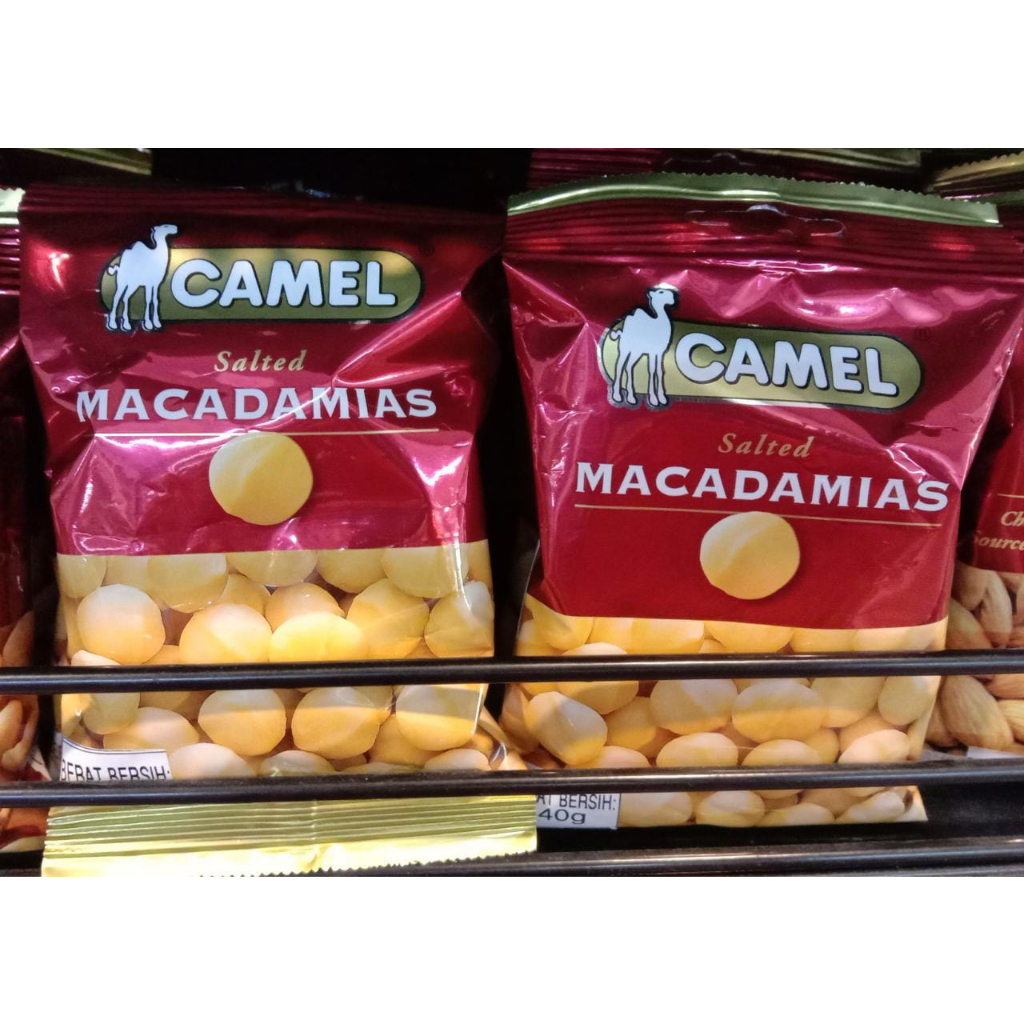 CAMEL
Salted
MACADAMIAS
BERAT BERSIH:
CAMEL
®
Salted
MACADAMIAS
BERSIH:
40g